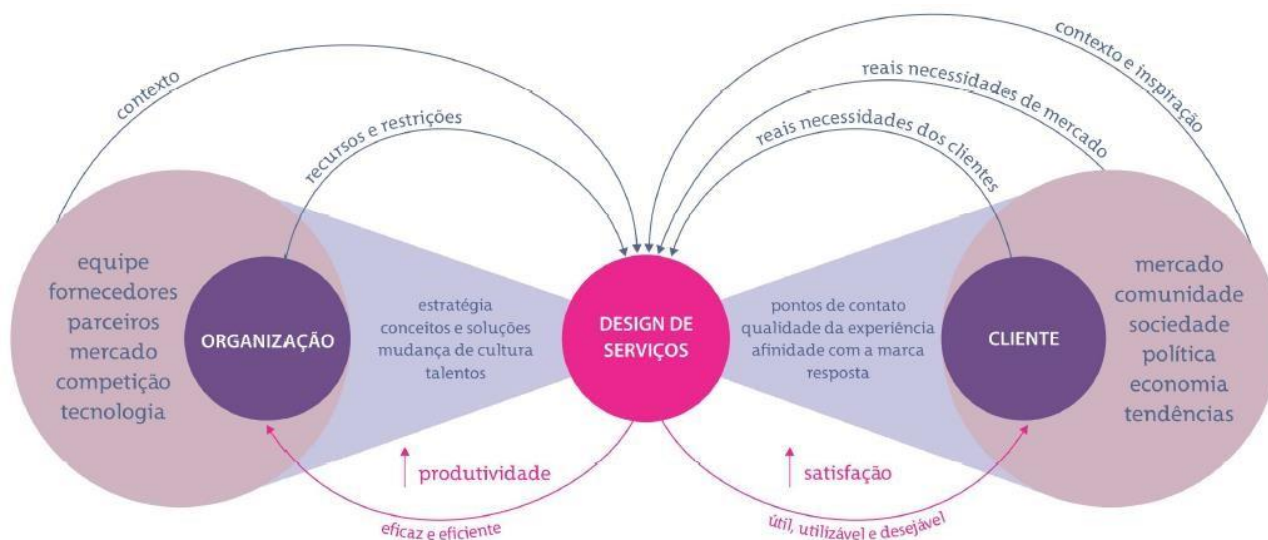 contexto
recursos e restrições
contexto e inspiração
reais necessidades de mercado
reais necessidades dos clientes
equipe
fornecedores
parceiros
mercado
competição
tecnologia
ORGANIZAÇÃO
estratégia
conceitos e soluções
mudança de cultura
talentos
DESIGN DE
SERVIÇOS
pontos de contato
qualidade da experiência
afinidade com a marca
resposta
CLIENTE
mercado
comunidade
sociedade
política
economia
tendências
produtividade
eficaz e eficiente
satisfação
útil, utilizável e desejável